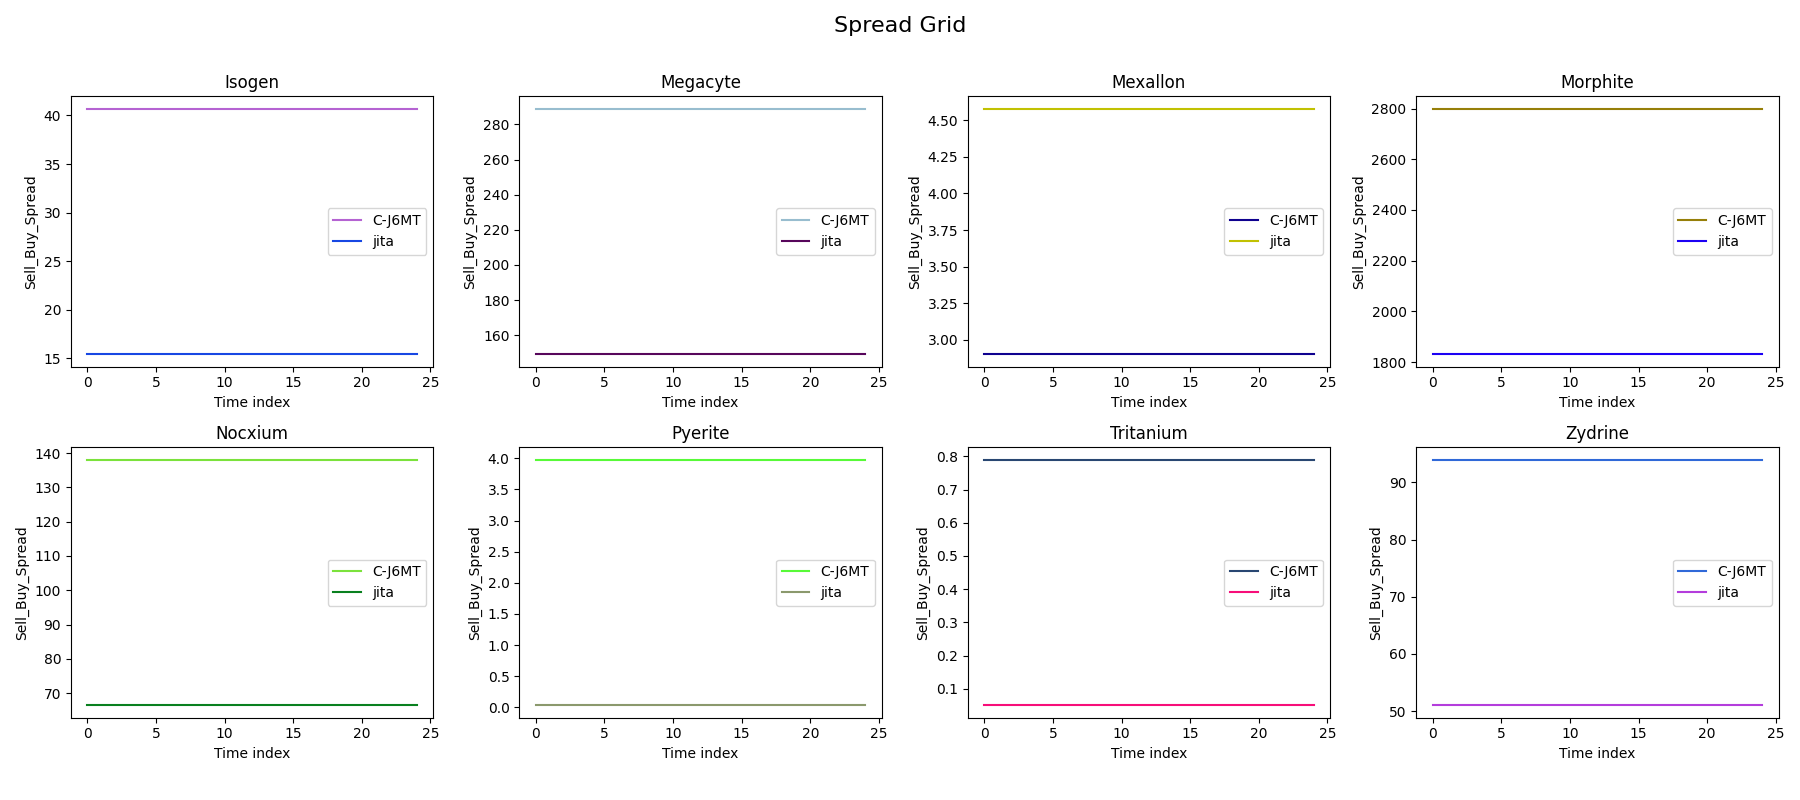 Spread Grid
Isogen
Sell_Buy_Spread
40
35
30
25
20
15
C-J6MT
jita
0 5 10 15 20 25
Time index
Megacyte
Sell_Buy_Spread
280
260
240
220
200
180
160
C-J6MT
jita
0 5 10 15 20 25
Time index
Mexallon
Sell_Buy_Spread
4.50
4.25
4.00
3.75
3.50
3.25
3.00
C-J6MT
jita
0 5 10 15 20 25
Time index
Morphite
Sell_Buy_Spread
2800
2600
2400
2200
2000
1800
C-J6MT
jita
0 5 10 15 20 25
Time index
Nocxium
Sell_Buy_Spread
140
130
120
110
100
90
80
70
C-J6MT
jita
0 5 10 15 20 25
Time index
Pyerite
Sell_Buy_Spread
4.0
3.5
3.0
2.5
2.0
1.5
1.0
0.5
0.0
C-J6MT
jita
0 5 10 15 20 25
Time index
Tritanium
Sell_Buy_Spread
0.8
0.7
0.6
0.5
0.4
0.3
0.2
0.1
C-J6MT
jita
0 5 10 15 20 25
Time index
Zydrine
Sell_Buy_Spread
90
80
70
60
50
C-J6MT
jita
0 5 10 15 20 25
Time index